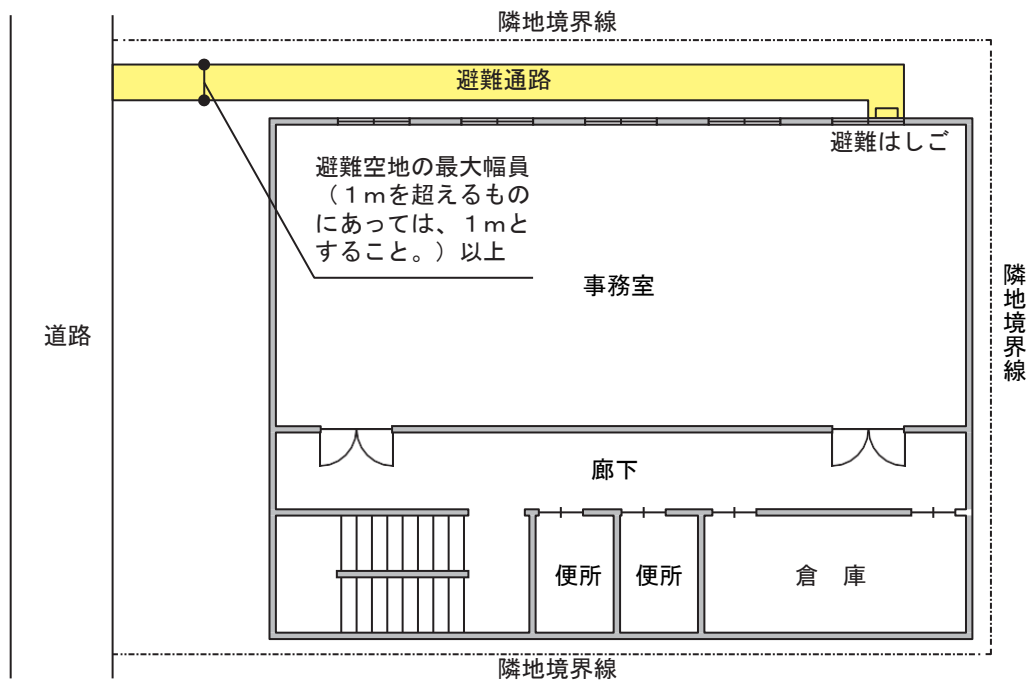 隣地境界線
避難通路
避難はしご
避難空地の最大幅員
（１ｍを超えるもの
にあっては、１ｍと
すること。）以上
事務室
隣地境界線
道路
廊下
便所
便所
倉　庫
隣地境界線